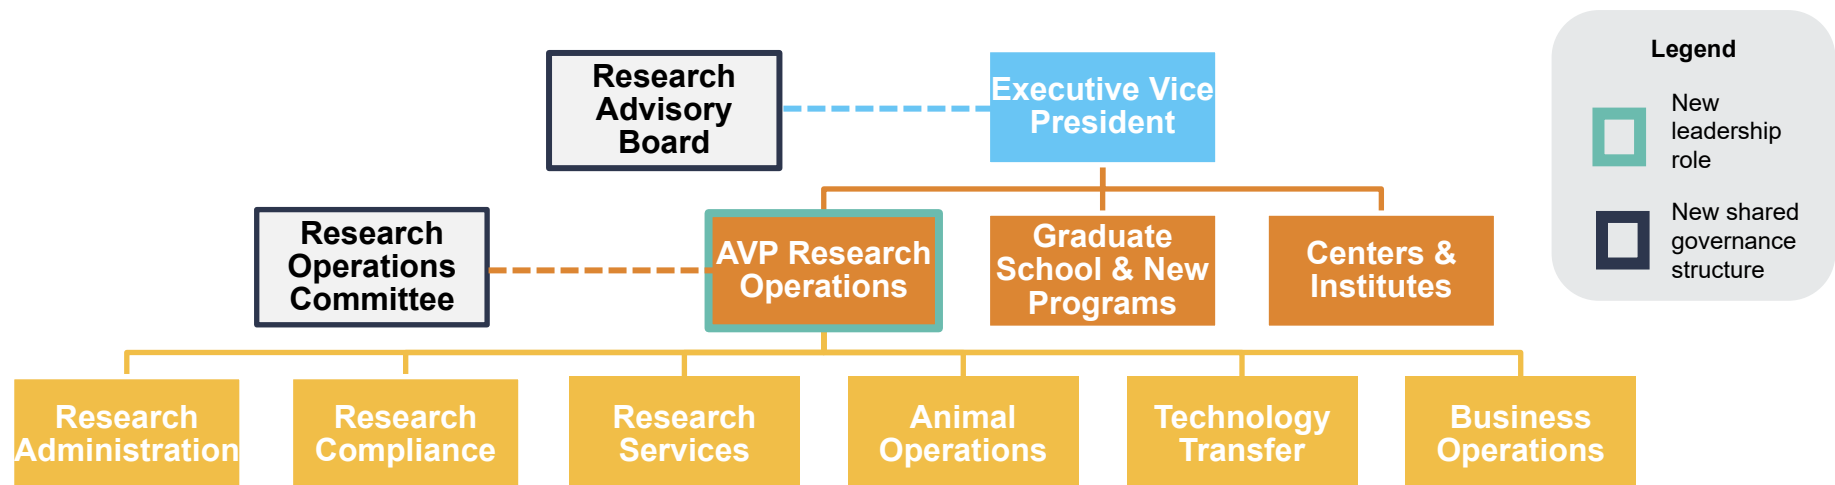 Research
Advisory
Board
Executive Vice
President
Legend
New
leadership
role
New shared
governance
structure
Research
Operations
Committee
AVP Research
Operations
Graduate
School & New
Programs
Centers &
Institutes
Research
Administration
Research
Compliance
Research
Services
Animal
Operations
Technology
Transfer
Business
Operations